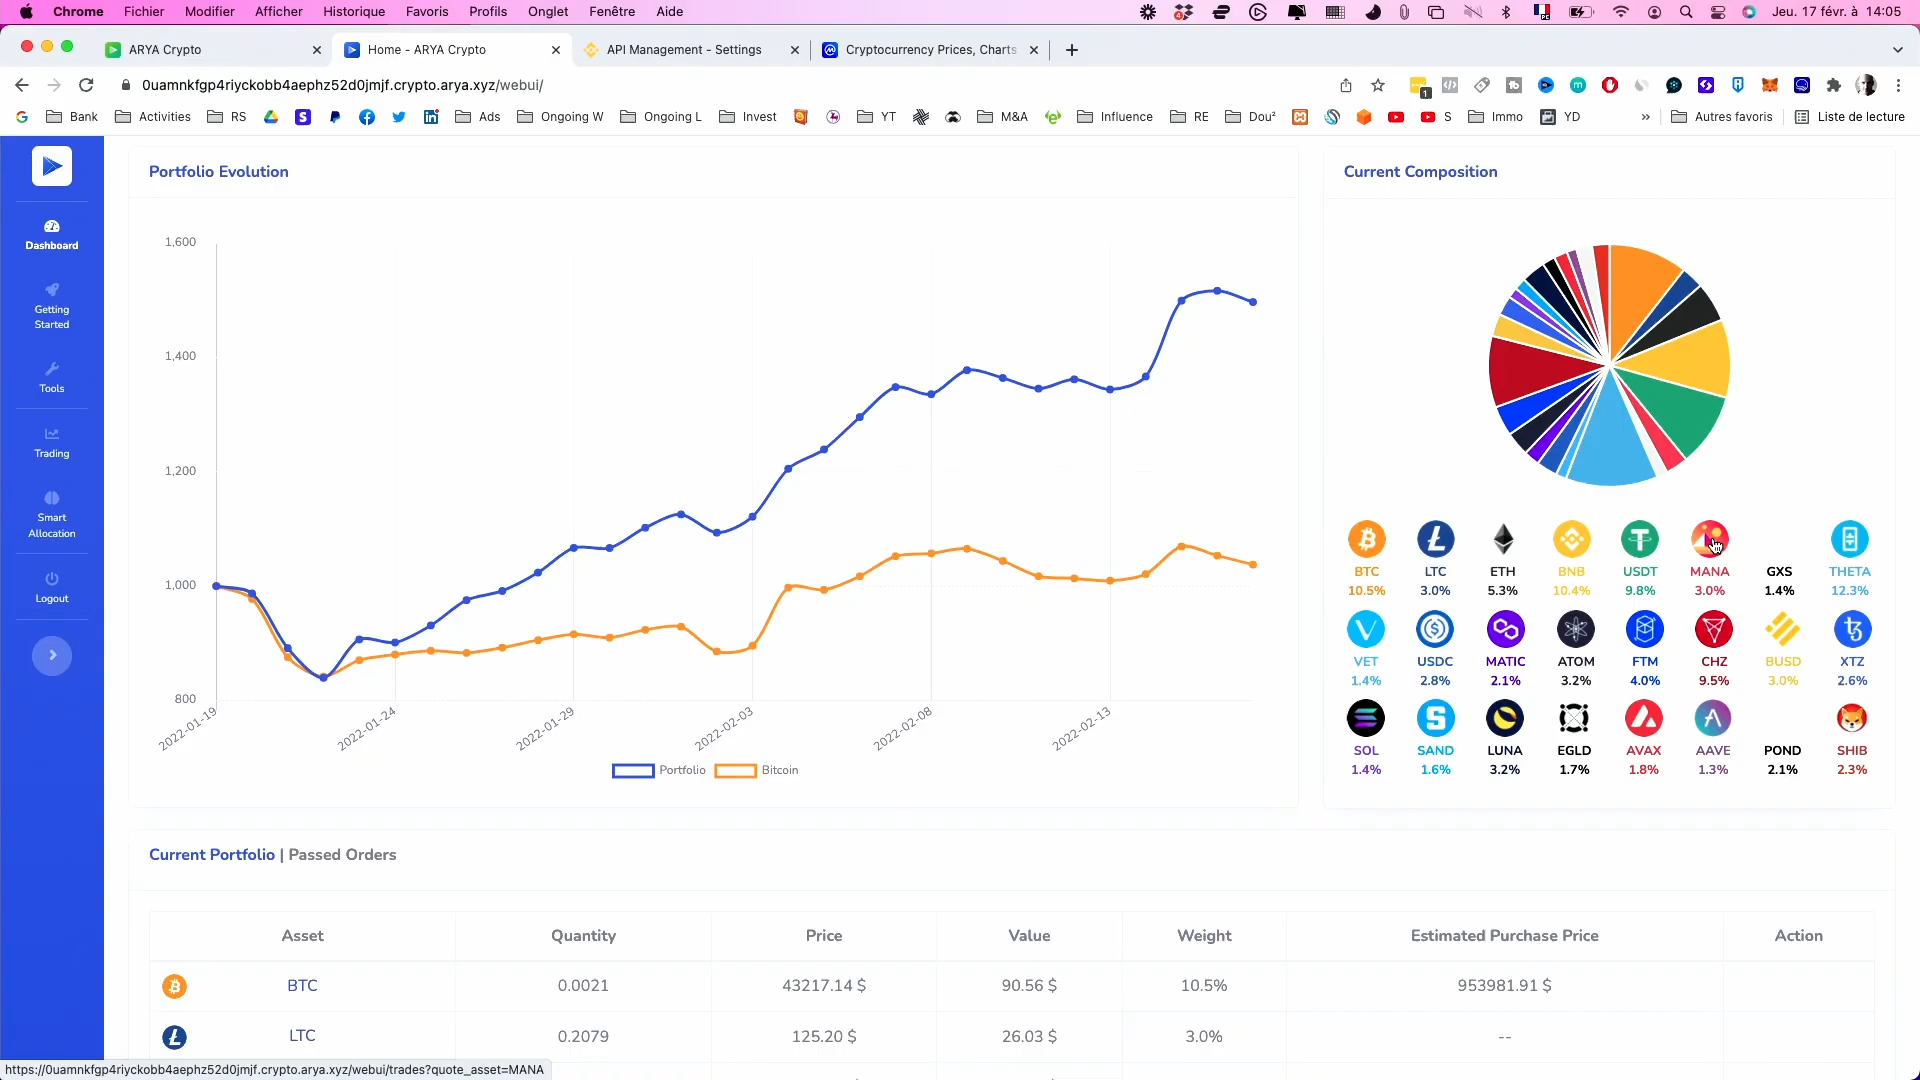 Chrome Fichier Modifier Afficher Historique Favoris Profils Onglet Fenêtre Aide Jeu. 17 févr. à 14:05
ARYA Crypto Home - ARYA Crypto API Management - Settings Cryptocurrency Prices, Charts
0uamnkfgp4riyckobb4aephz52d0jmjf.crypto.arya.xyz/webui/
Bank Activities RS Ads Ongoing W Ongoing L Invest YT M&A Influence RE Dou² Immo YD Autres favoris Liste de lecture
Dashboard
Getting
Started
Tools
Trading
Smart
Allocation
Logout
Portfolio Evolution
1,600
1,400
1,200
1,000
800
2022-01-19 2022-01-24 2022-01-29 2022-02-03 2022-02-08 2022-02-13
Portfolio Bitcoin
Current Composition
BTC LTC ETH BNB USDT MANA GXS THETA
10.5% 3.0% 5.3% 10.4% 9.8% 3.0% 1.4% 12.3%
VET USDC MATIC ATOM FTM CHZ BUSD XTZ
1.4% 2.8% 2.1% 3.2% 4.0% 9.5% 3.0% 2.6%
SOL SAND LUNA EGLD AVAX AAVE POND SHIB
1.4% 1.6% 3.2% 1.7% 1.8% 1.3% 2.1% 2.3%
Current Portfolio | Passed Orders
Asset Quantity Price Value Weight Estimated Purchase Price Action
BTC 0.0021 43217.14 $ 90.56 $ 10.5% 953981.91 $
LTC 0.2079 125.20 $ 26.03 $ 3.0% --
https://0uamnkfgp4riyckobb4aephz52d0jmjf.crypto.arya.xyz/webui/trades?quote_asset=MANA